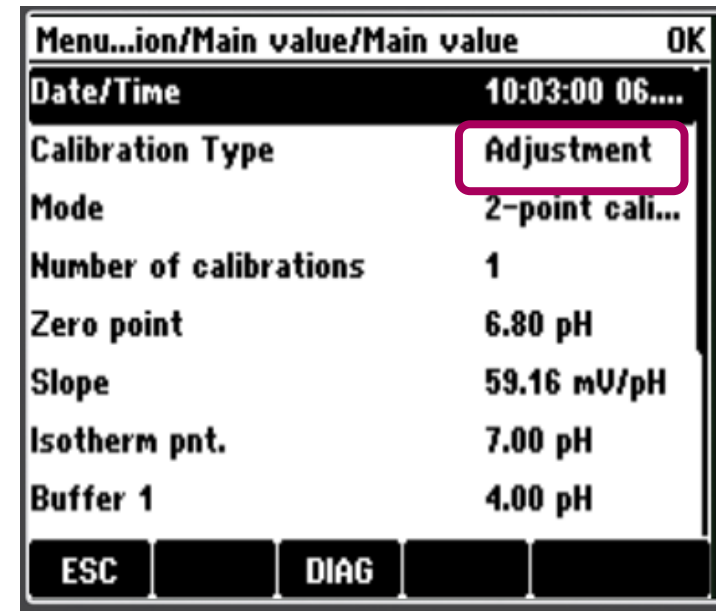 Menu...ion/Main value/Main value OK
Date/Time 10:03:00 06....
Calibration Type Adjustment
Mode 2-point cali...
Number of calibrations 1
Zero point 6.80 pH
Slope 59.16 mV/pH
Isotherm pnt. 7.00 pH
Buffer 1 4.00 pH
ESC DIAG